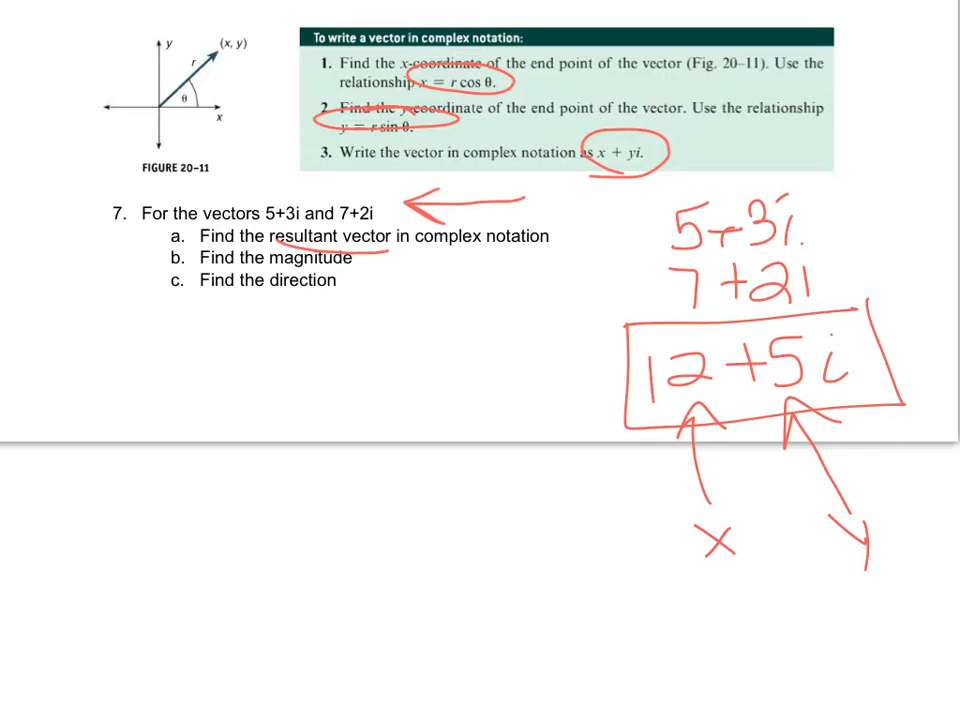 y
(x, y)
r
θ
x
FIGURE 20–11
To write a vector in complex notation:
1. Find the x-coordinate of the end point of the vector (Fig. 20–11). Use the
relationship x = r cos θ.
2. Find the y-coordinate of the end point of the vector. Use the relationship
y = r sin θ.
3. Write the vector in complex notation as x + yi.
7. For the vectors 5+3i and 7+2i
a. Find the resultant vector in complex notation
b. Find the magnitude
c. Find the direction
5+3i
7+2i
12+5i
x
y